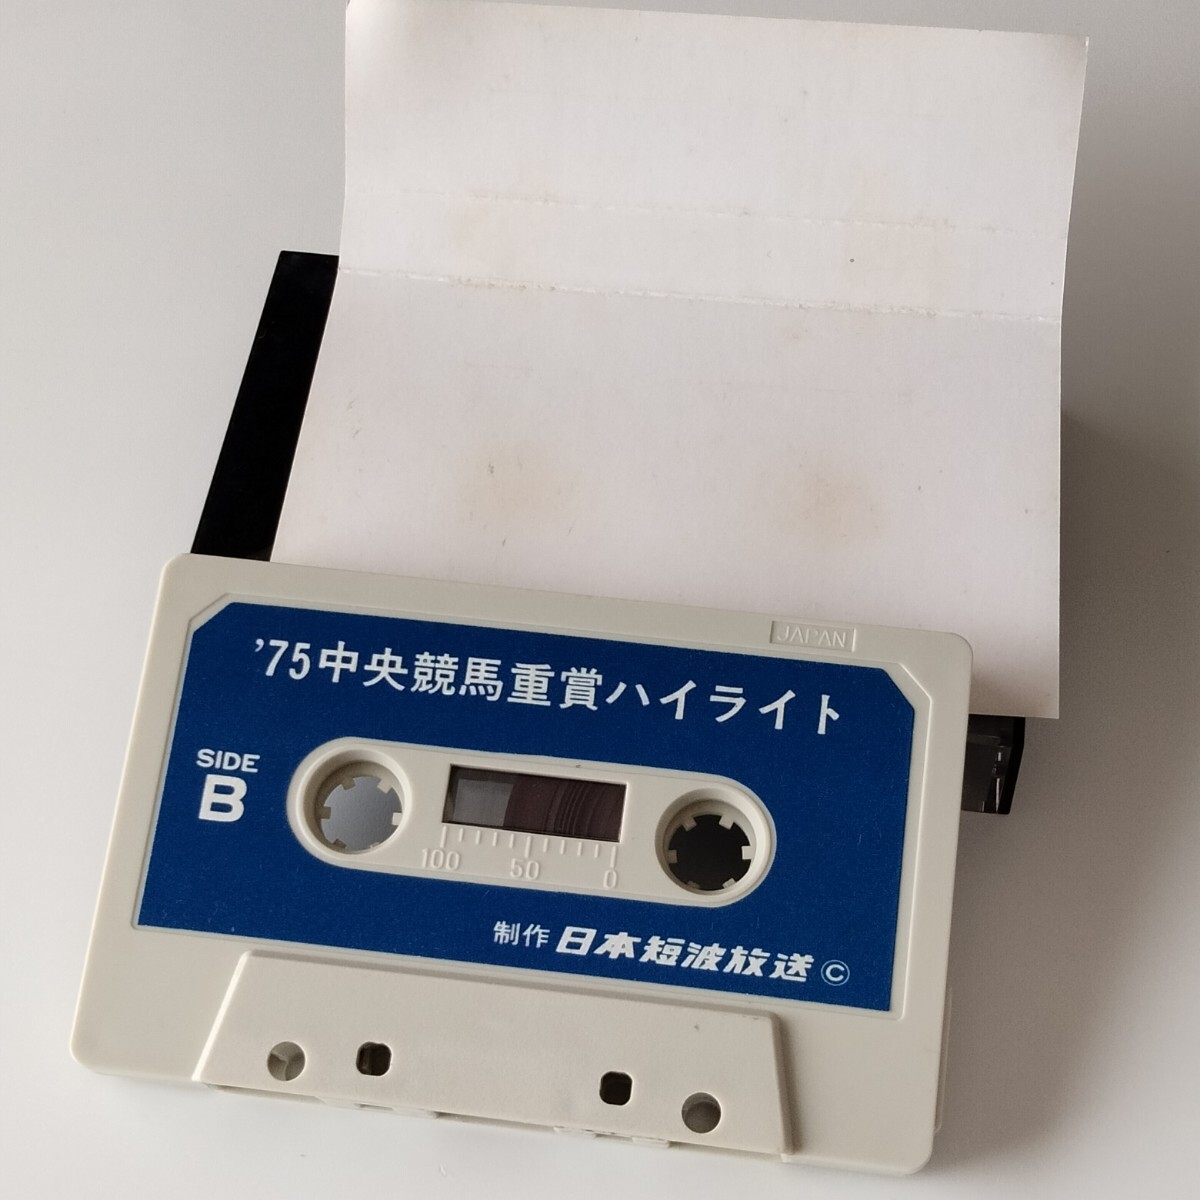 JAPAN
'75中央競馬重賞ハイライト
SIDE
B
100 50 0
制作 日本短波放送 ©